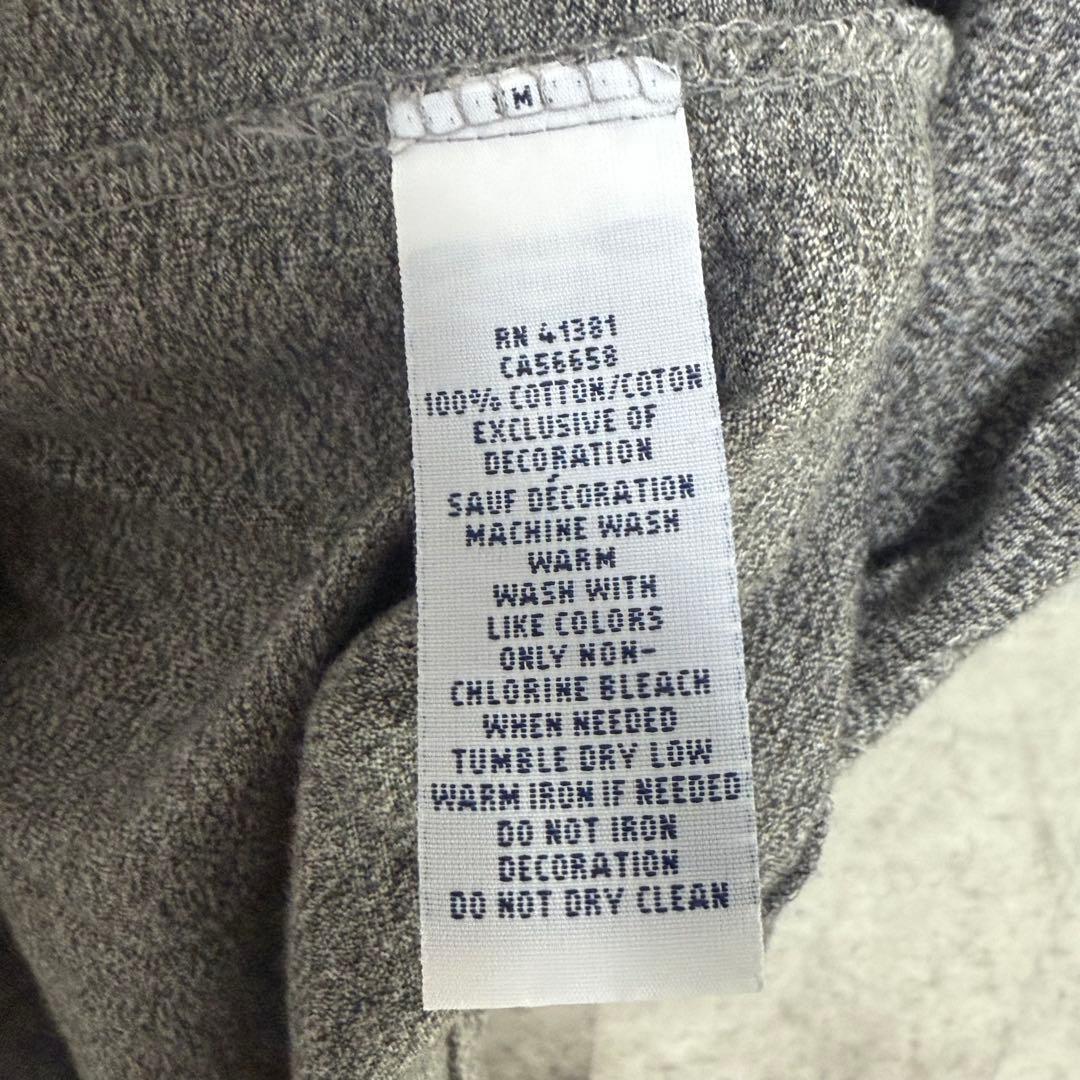 M
RN 41381
CA56658
100% COTTON/COTON
EXCLUSIVE OF
DECORATION
SAUF DÉCORATION
MACHINE WASH
WARM
WASH WITH
LIKE COLORS
ONLY NON-
CHLORINE BLEACH
WHEN NEEDED
TUMBLE DRY LOW
WARM IRON IF NEEDED
DO NOT IRON
DECORATION
DO NOT DRY CLEAN